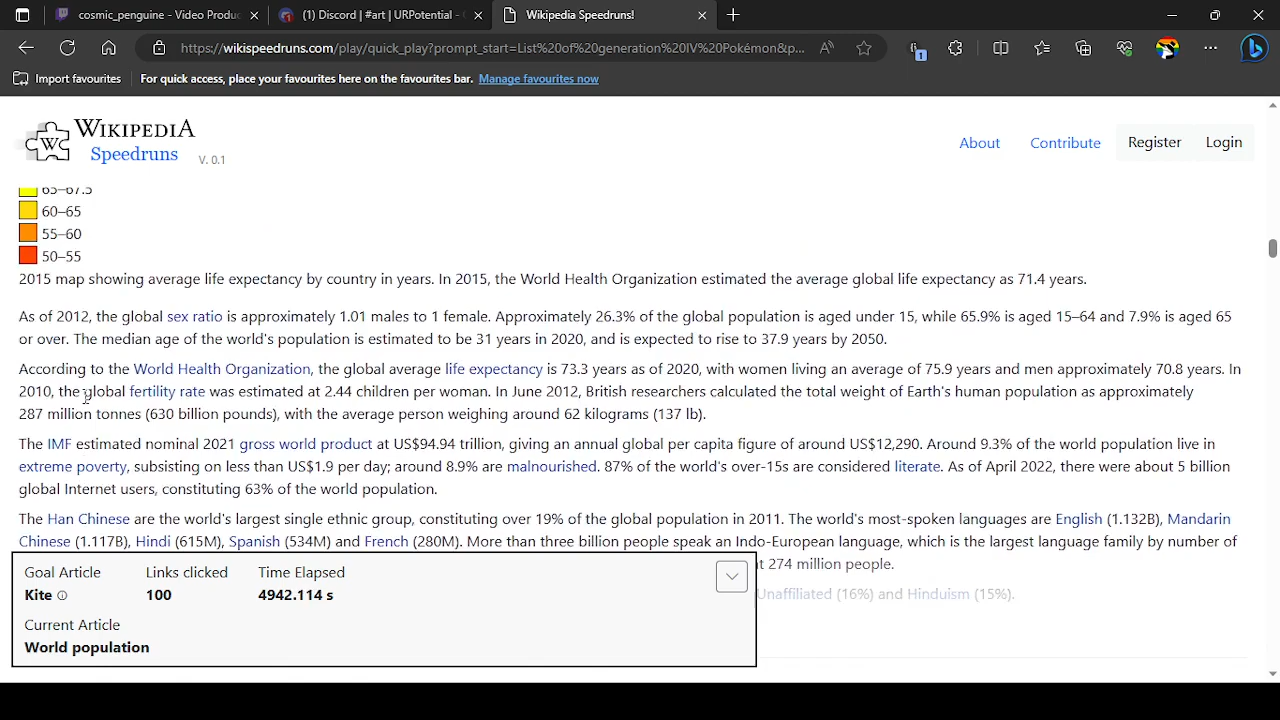 cosmic_penguine - Video Produc
(1) Discord | #art | URPotential -
Wikipedia Speedruns!
https://wikispeedruns.com/play/quick_play?prompt_start=List%20of%20generation%20IV%20Pokémon&p...
1
Import favourites
For quick access, place your favourites here on the favourites bar. Manage favourites now
WIKIPEDIA
Speedruns
V. 0.1
About
Contribute
Register
Login
65–67.5
60–65
55–60
50–55
2015 map showing average life expectancy by country in years. In 2015, the World Health Organization estimated the average global life expectancy as 71.4 years.
As of 2012, the global sex ratio is approximately 1.01 males to 1 female. Approximately 26.3% of the global population is aged under 15, while 65.9% is aged 15–64 and 7.9% is aged 65
or over. The median age of the world's population is estimated to be 31 years in 2020, and is expected to rise to 37.9 years by 2050.
According to the World Health Organization, the global average life expectancy is 73.3 years as of 2020, with women living an average of 75.9 years and men approximately 70.8 years. In
2010, the global fertility rate was estimated at 2.44 children per woman. In June 2012, British researchers calculated the total weight of Earth's human population as approximately
287 million tonnes (630 billion pounds), with the average person weighing around 62 kilograms (137 lb).
The IMF estimated nominal 2021 gross world product at US$94.94 trillion, giving an annual global per capita figure of around US$12,290. Around 9.3% of the world population live in
extreme poverty, subsisting on less than US$1.9 per day; around 8.9% are malnourished. 87% of the world's over-15s are considered literate. As of April 2022, there were about 5 billion
global Internet users, constituting 63% of the world population.
The Han Chinese are the world's largest single ethnic group, constituting over 19% of the global population in 2011. The world's most-spoken languages are English (1.132B), Mandarin
Chinese (1.117B), Hindi (615M), Spanish (534M) and French (280M). More than three billion people speak an Indo-European language, which is the largest language family by number of
274 million people.
Unaffiliated (16%) and Hinduism (15%).
Goal Article
Links clicked
Time Elapsed
Kite
100
4942.114 s
Current Article
World population